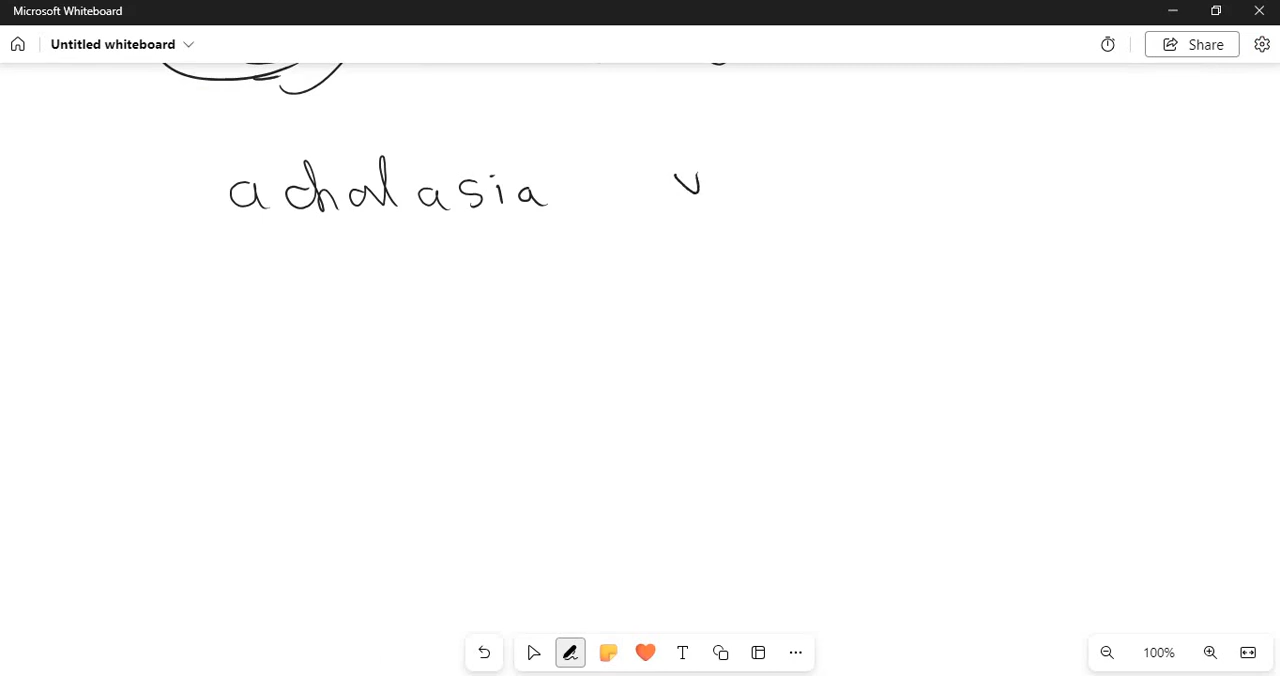 Microsoft Whiteboard
Untitled whiteboard
Share
achalasia v
100%